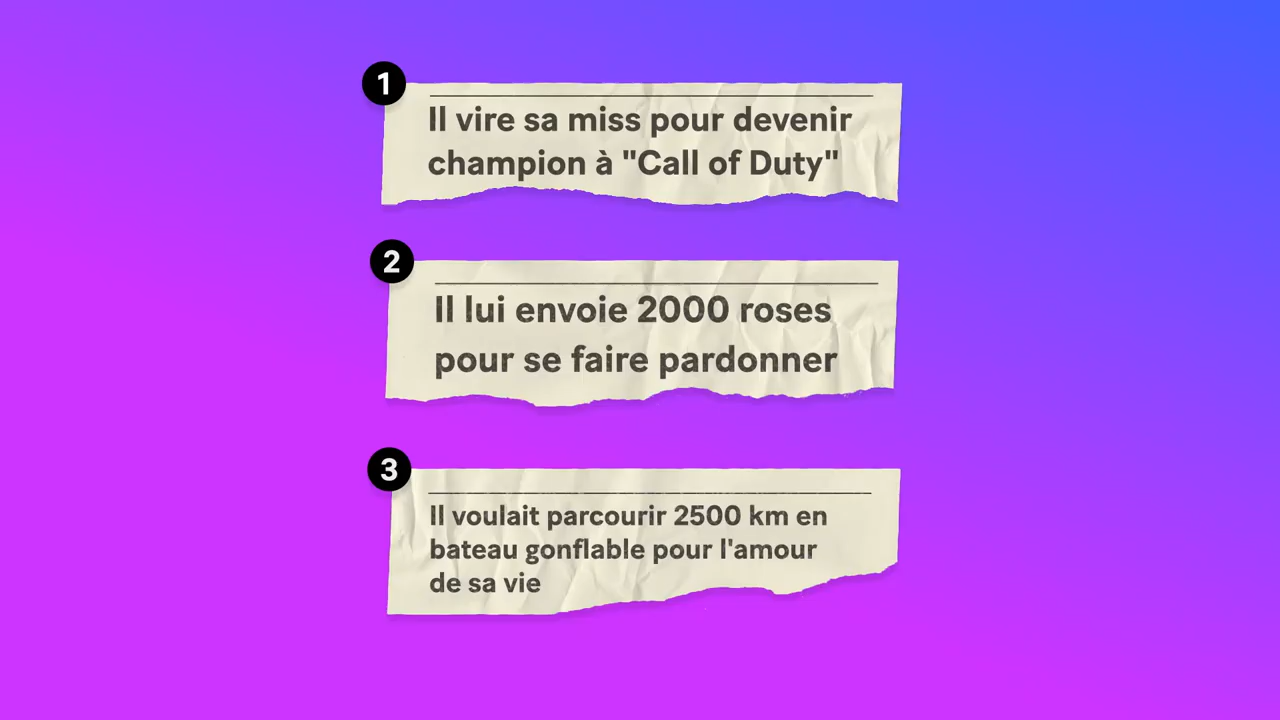 1
Il vire sa miss pour devenir
champion à "Call of Duty"
2
Il lui envoie 2000 roses
pour se faire pardonner
3
Il voulait parcourir 2500 km en
bateau gonflable pour l'amour
de sa vie